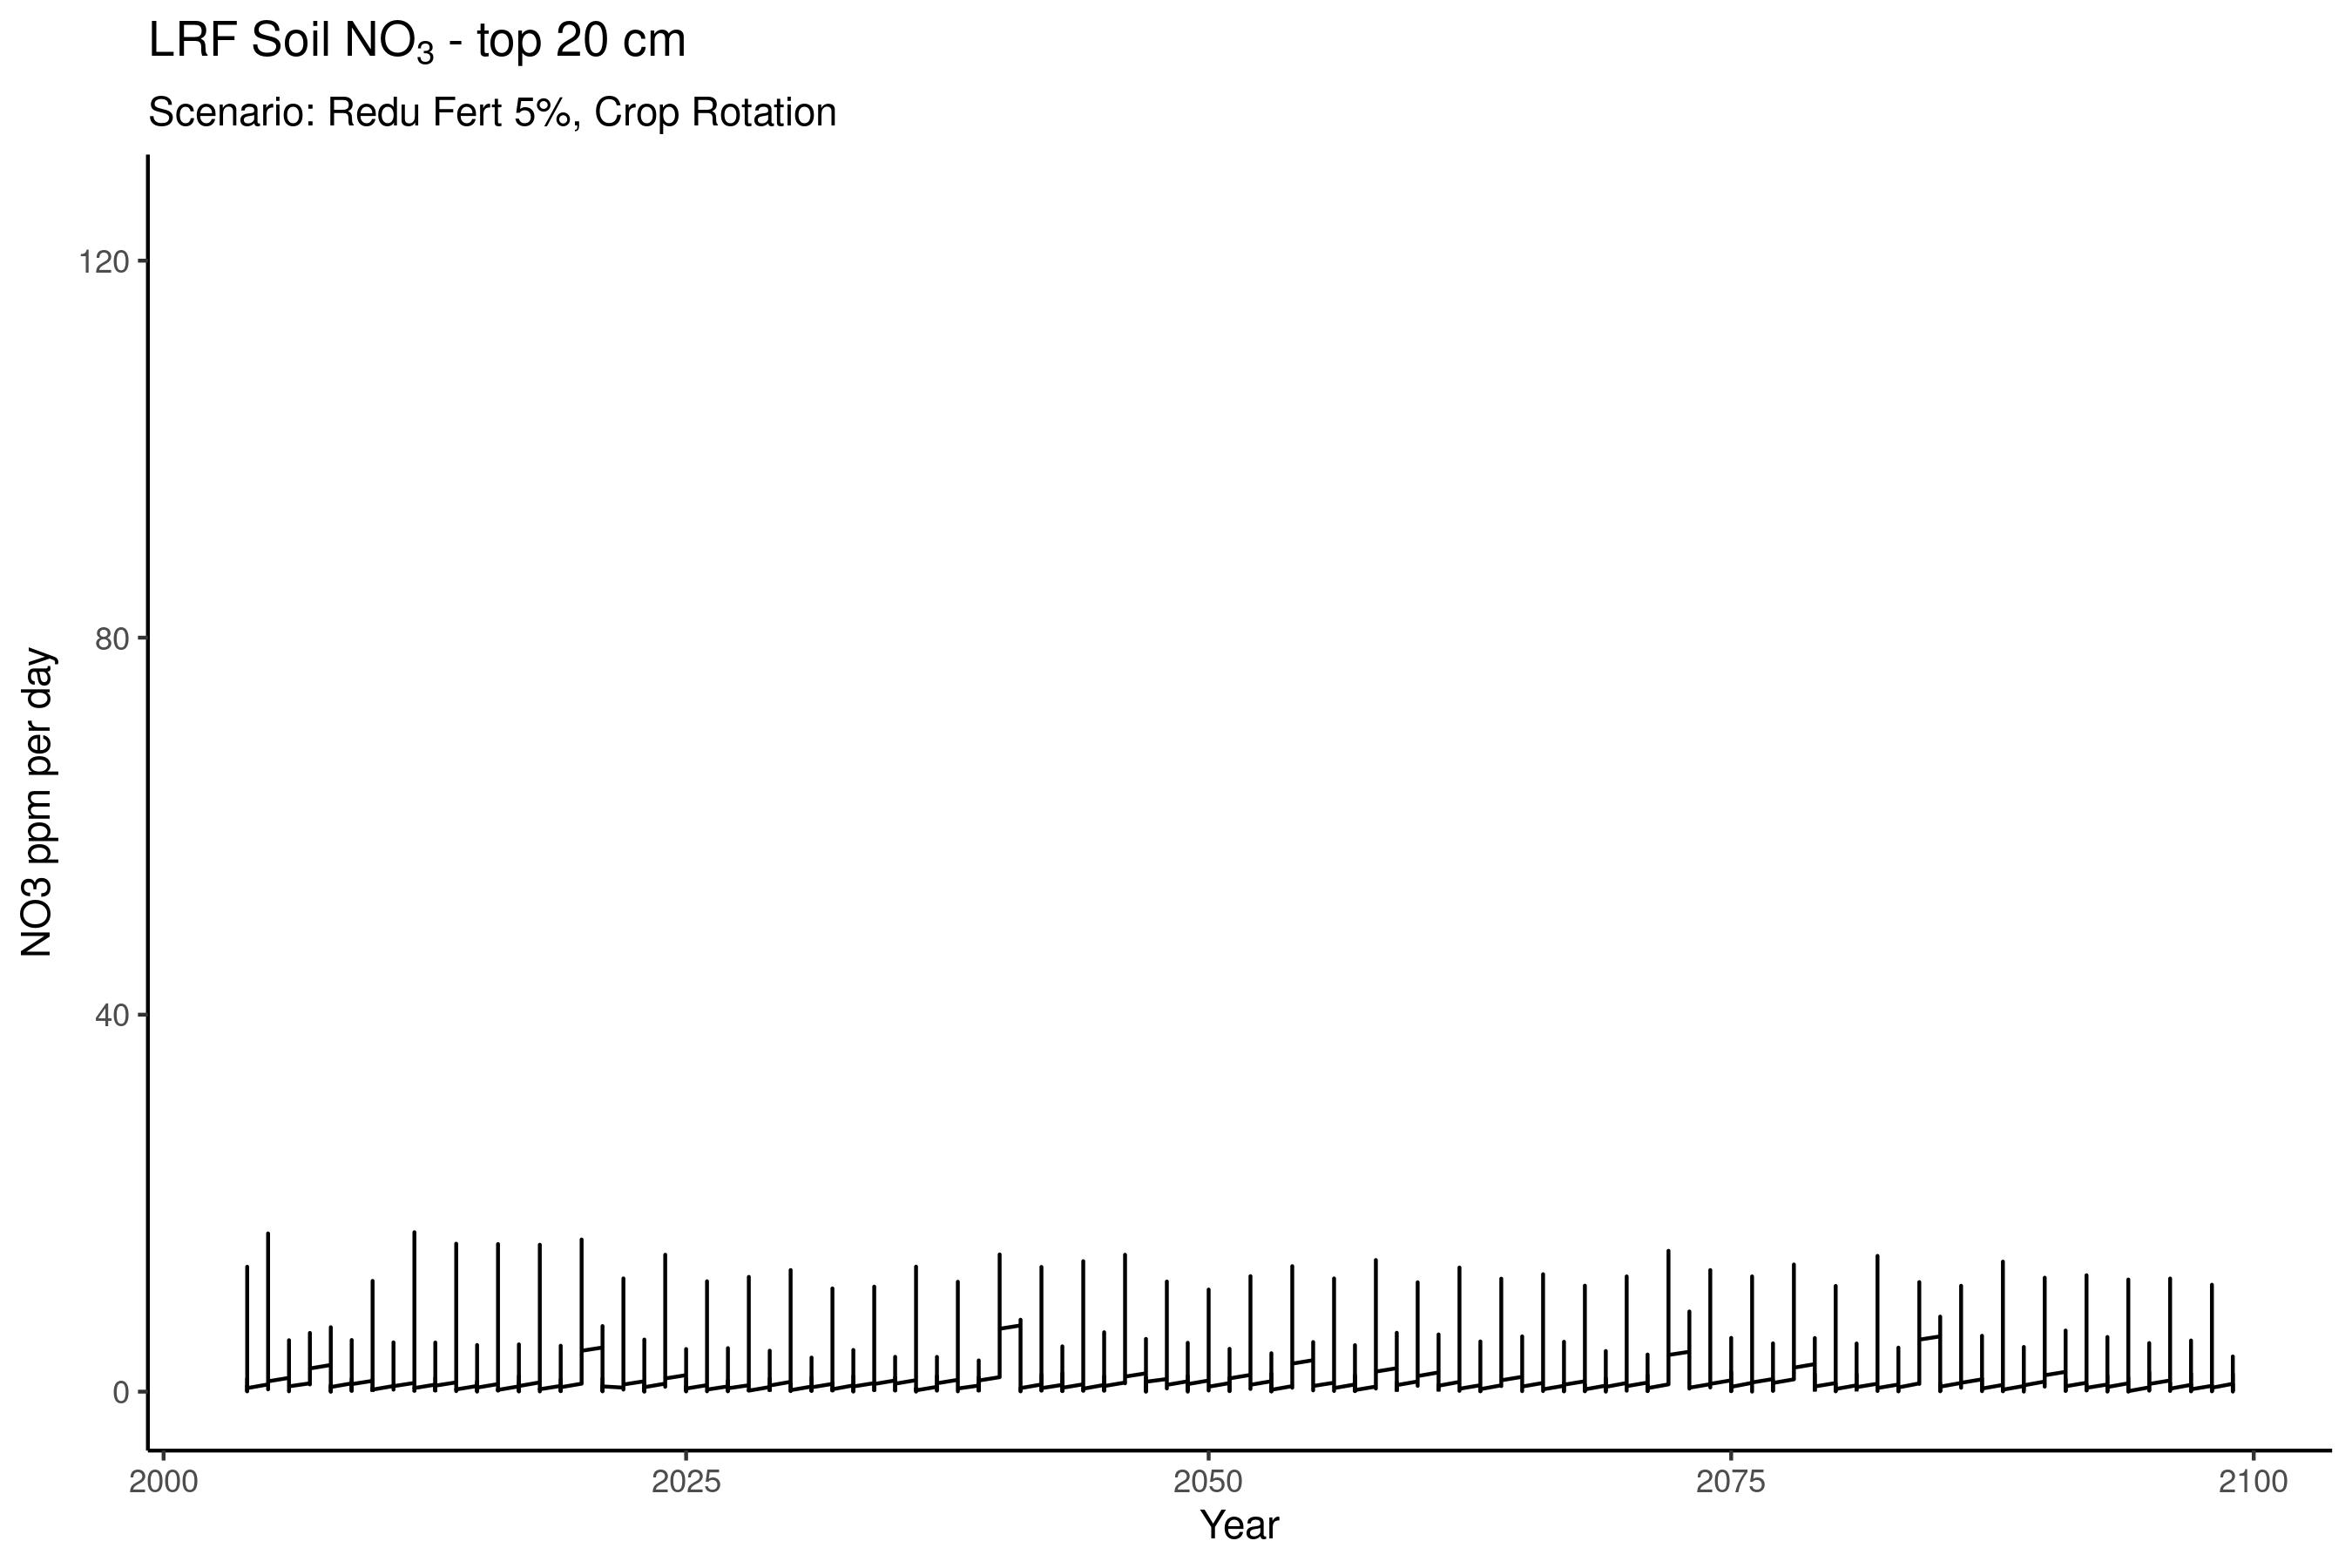 LRF Soil NO₃ - top 20 cm
Scenario: Redu Fert 5%, Crop Rotation
NO3 ppm per day
120
80
40
0
2000 2025 2050 2075 2100
Year